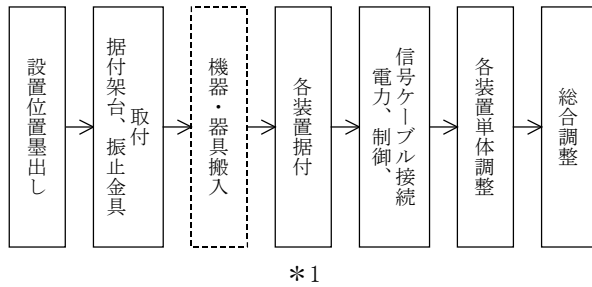 設置位置墨出し
据付架台、振止金具
取付
機器・器具搬入
各装置据付
信号ケーブル接続
電力、制御、
各装置単体調整
総合調整
＊1